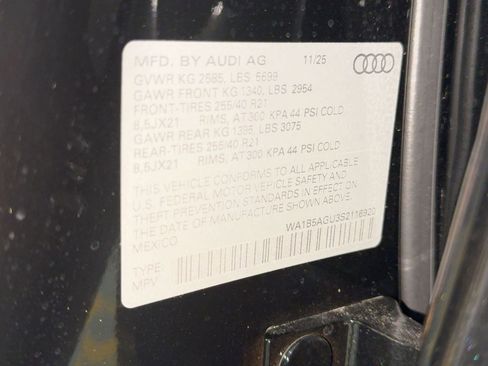 MFD. BY AUDI AG 11/25
GVWR KG 2585, LBS. 5699
GAWR FRONT KG 1340, LBS. 2954
FRONT-TIRES 255/40 R21
8,5JX21 RIMS, AT 300 KPA 44 PSI COLD
GAWR REAR KG 1395, LBS 3075
REAR-TIRES 255/40 R21
8,5JX21 RIMS, AT 300 KPA 44 PSI COLD
THIS VEHICLE CONFORMS TO ALL APPLICABLE
U.S. FEDERAL MOTOR VEHICLE SAFETY AND
THEFT PREVENTION STANDARDS IN EFFECT ON
THE DATE OF MANUFACTURE SHOWN ABOVE.
MEXICO WA1B5AGU3S2116920
TYPE
MPV